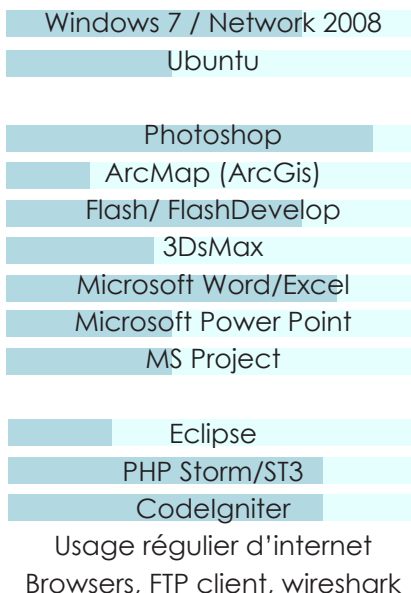 Windows 7 / Network 2008
Ubuntu
Photoshop
ArcMap (ArcGis)
Flash/ FlashDevelop
3DsMax
Microsoft Word/Excel
Microsoft Power Point
MS Project
Eclipse
PHP Storm/ST3
CodeIgniter
Usage régulier d’internet
Browsers, FTP client, wireshark